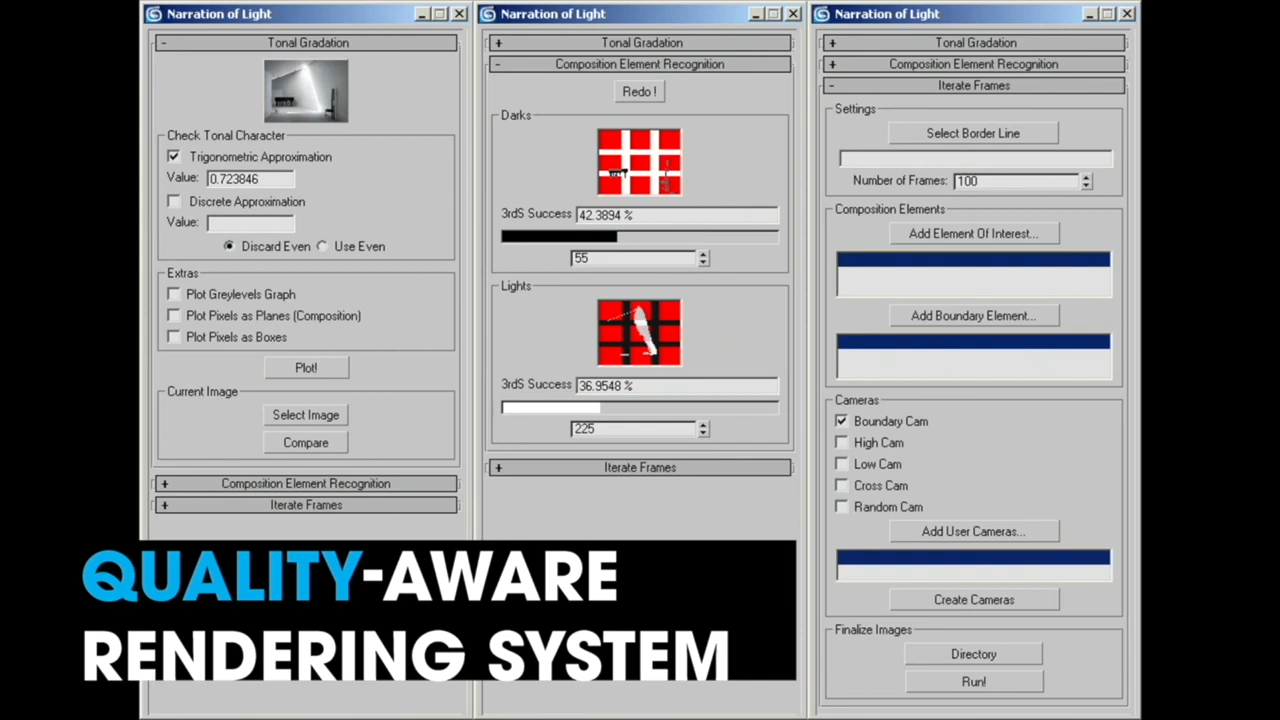 Narration of Light
- Tonal Gradation
Check Tonal Character
Trigonometric Approximation
Value: 0.723846
Discrete Approximation
Value:
Discard Even Use Even
Extras
Plot Greylevels Graph
Plot Pixels as Planes (Composition)
Plot Pixels as Boxes
Plot!
Current Image
Select Image
Compare
+ Composition Element Recognition
+ Iterate Frames
Narration of Light
+ Tonal Gradation
- Composition Element Recognition
Redo !
Darks
3rdS Success 42.3894 %
55
Lights
3rdS Success 36.9548 %
225
+ Iterate Frames
Narration of Light
+ Tonal Gradation
+ Composition Element Recognition
- Iterate Frames
Settings
Select Border Line
Number of Frames: 100
Composition Elements
Add Element Of Interest...
Add Boundary Element...
Cameras
Boundary Cam
High Cam
Low Cam
Cross Cam
Random Cam
Add User Cameras...
Create Cameras
Finalize Images
Directory
Run!
QUALITY-AWARE
RENDERING SYSTEM